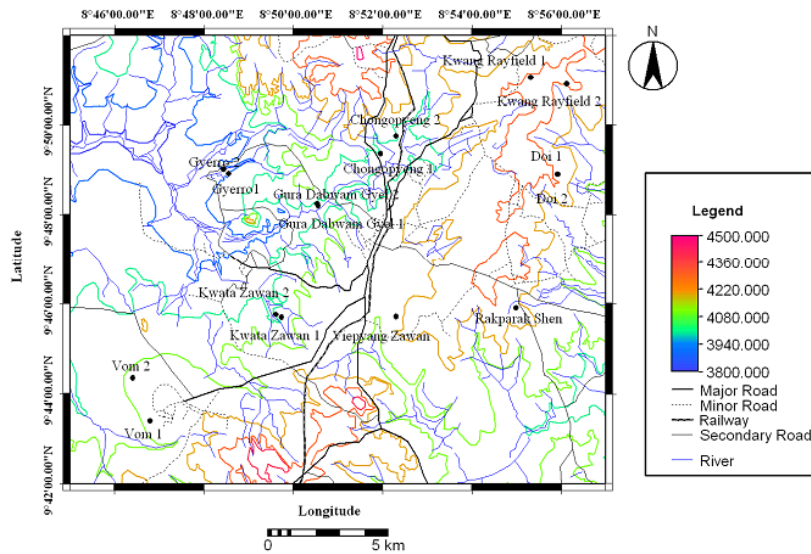 8°46'00.00"E 8°48'00.00"E 8°50'00.00"E 8°52'00.00"E 8°54'00.00"E 8°56'00.00"E
N
Kwang Rayfield 1
Kwang Rayfield 2
Chongopyeng 2
9°50'00.00"N
Chongopyeng 1
Doi 1
Gyerro 2
Gyerro1
Gura Dabwam Gyel 2
Doi 2
9°48'00.00"N
Gura Dabwam Gyel 1
Latitude
Kwata Zawan 2
9°46'00.00"N
Kwata Zawan 1
Viepyang Zawan
Rakparak Shen
Vom 2
9°44'00.00"N
Vom 1
9°42'00.00"N
Longitude
0 5 km
Legend
4500.000
4360.000
4220.000
4080.000
3940.000
3800.000
Major Road
Minor Road
Railway
Secondary Road
River